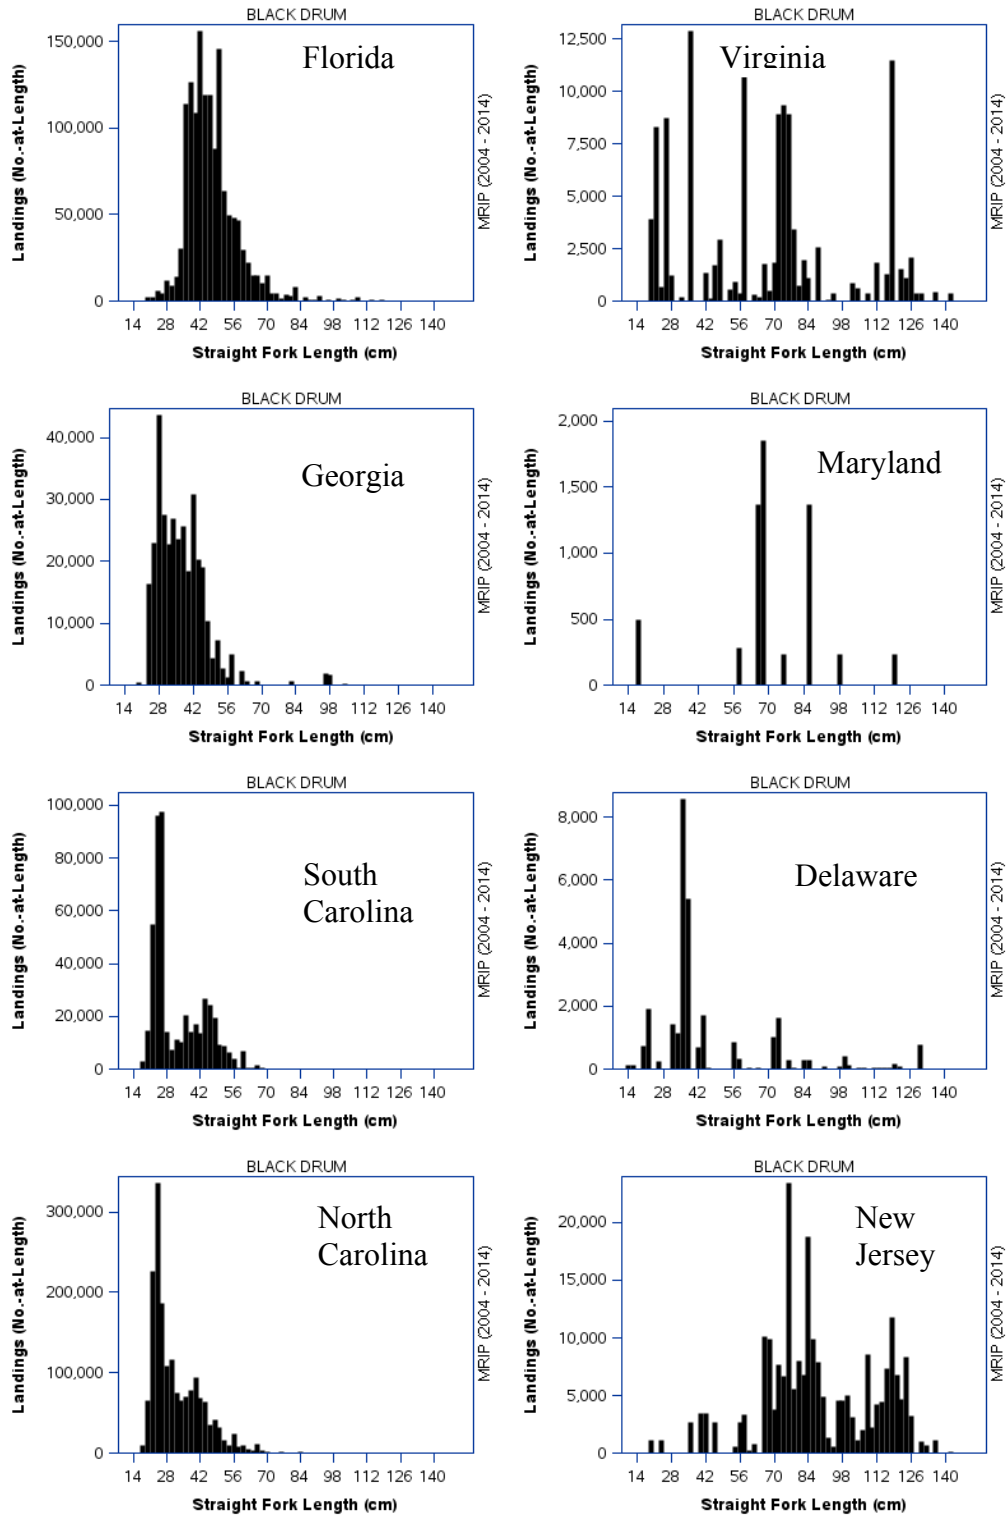 BLACK DRUM
Florida
Landings (No.-at-Length)
150,000
100,000
50,000
0
14 28 42 56 70 84 98 112 126 140
Straight Fork Length (cm)
MRIP (2004 - 2014)
BLACK DRUM
Virginia
Landings (No.-at-Length)
12,500
10,000
7,500
5,000
2,500
0
14 28 42 56 70 84 98 112 126 140
Straight Fork Length (cm)
MRIP (2004 - 2014)
BLACK DRUM
Georgia
Landings (No.-at-Length)
40,000
30,000
20,000
10,000
0
14 28 42 56 70 84 98 112 126 140
Straight Fork Length (cm)
MRIP (2004 - 2014)
BLACK DRUM
Maryland
Landings (No.-at-Length)
2,000
1,500
1,000
500
0
14 28 42 56 70 84 98 112 126 140
Straight Fork Length (cm)
MRIP (2004 - 2014)
BLACK DRUM
South
Carolina
Landings (No.-at-Length)
100,000
80,000
60,000
40,000
20,000
0
14 28 42 56 70 84 98 112 126 140
Straight Fork Length (cm)
MRIP (2004 - 2014)
BLACK DRUM
Delaware
Landings (No.-at-Length)
8,000
6,000
4,000
2,000
0
14 28 42 56 70 84 98 112 126 140
Straight Fork Length (cm)
MRIP (2004 - 2014)
BLACK DRUM
North
Carolina
Landings (No.-at-Length)
300,000
200,000
100,000
0
14 28 42 56 70 84 98 112 126 140
Straight Fork Length (cm)
MRIP (2004 - 2014)
BLACK DRUM
New
Jersey
Landings (No.-at-Length)
20,000
15,000
10,000
5,000
0
14 28 42 56 70 84 98 112 126 140
Straight Fork Length (cm)
MRIP (2004 - 2014)